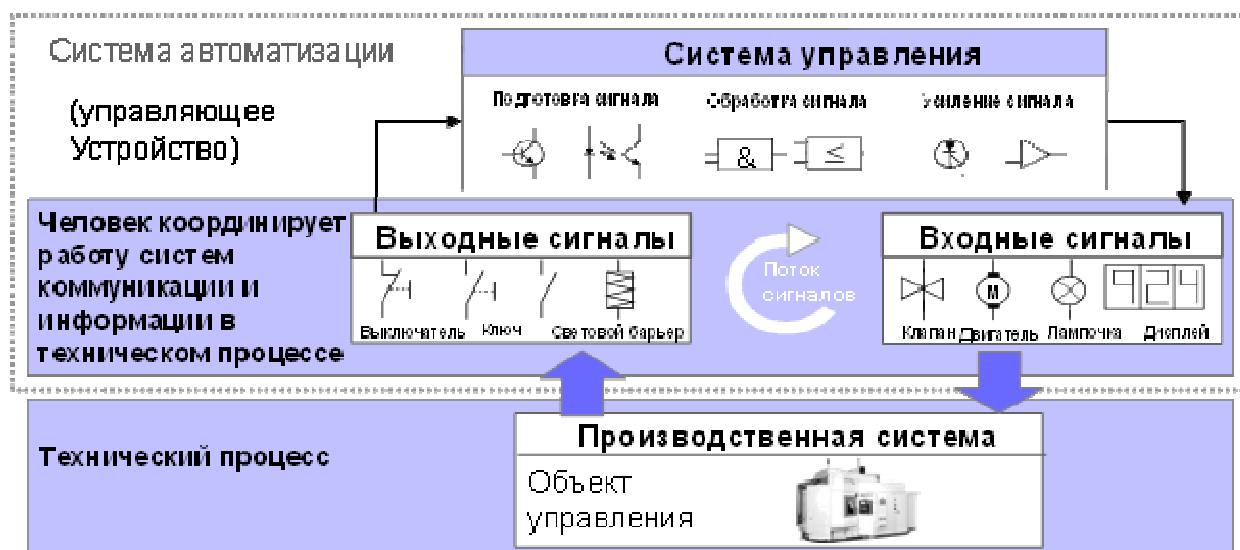 Система автоматизации
(управляющее
Устройство)
Система управления
Подготовка сигнала
Обработка сигнала
Усиление сигнала
&
≤
Человек координирует
работу систем
коммуникации и
информации в
техническом процессе
Выходные сигналы
Выключатель Ключ Световой барьер
Поток
сигналов
Входные сигналы
M
924
Клапан Двигатель Лампочка Дисплей
Технический процесс
Производственная система
Объект
управления